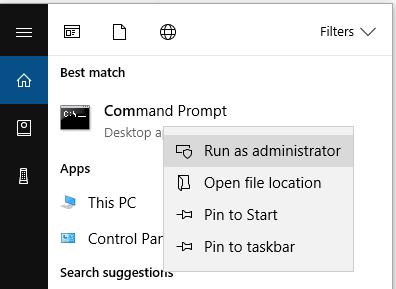 Filters
Best match
Command Prompt
Desktop
Run as administrator
Apps
Open file location
This PC
Pin to Start
Control Pan
Pin to taskbar
Search suggestions